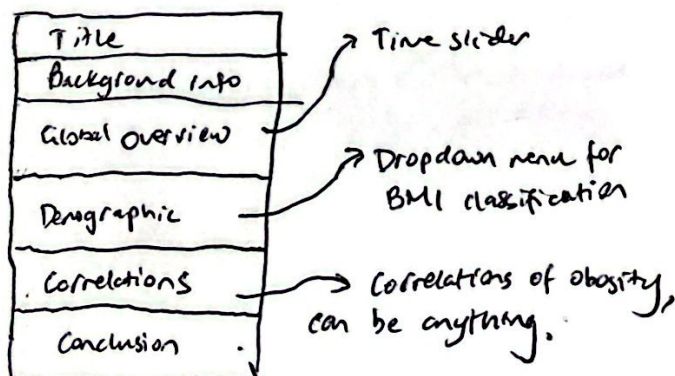 Title
Background info
Global overview
Demographic
Correlations
Conclusion
Time slider
Dropdown menu for
BMI classification
Correlations of obesity,
can be anything.